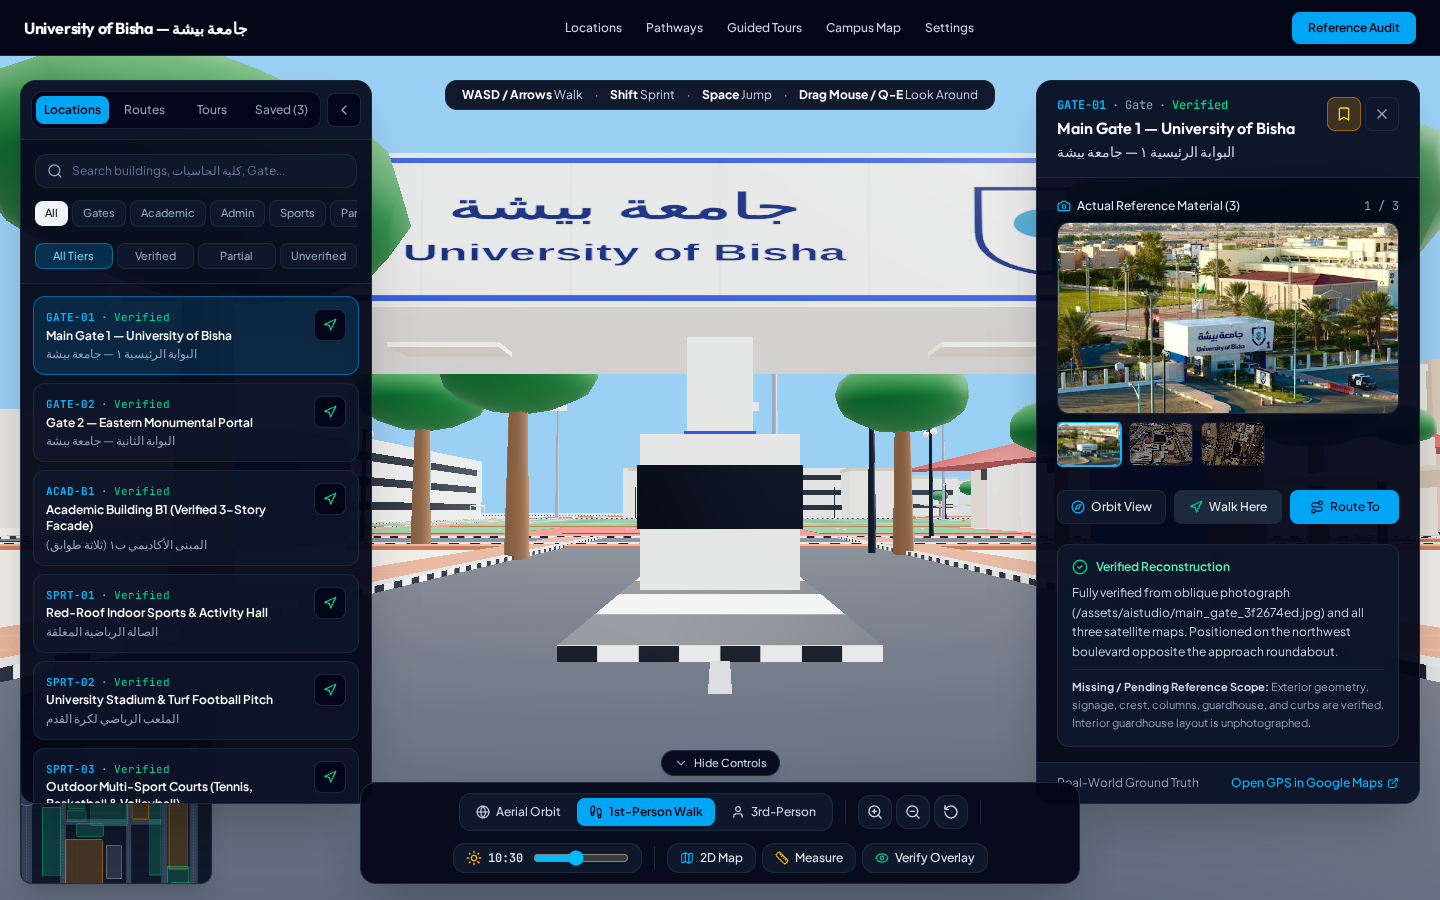 University of Bisha — جامعة بيشة
Locations
Pathways
Guided Tours
Campus Map
Settings
Reference Audit
Locations
Routes
Tours
Saved (3)
Search buildings, كلية الحاسبات, Gate...
All
Gates
Academic
Admin
Sports
Par
All Tiers
Verified
Partial
Unverified
GATE-01 · Verified
Main Gate 1 — University of Bisha
البوابة الرئيسية ١ — جامعة بيشة
GATE-02 · Verified
Gate 2 — Eastern Monumental Portal
البوابة الثانية — جامعة بيشة
ACAD-B1 · Verified
Academic Building B1 (Verified 3-Story
Facade)
المبنى الأكاديمي ب١ (ثلاثة طوابق)
SPRT-01 · Verified
Red-Roof Indoor Sports & Activity Hall
الصالة الرياضية المغلقة
SPRT-02 · Verified
University Stadium & Turf Football Pitch
الملعب الرياضي لكرة القدم
SPRT-03 · Verified
Outdoor Multi-Sport Courts (Tennis,
Basketball & Volleyball)
WASD / Arrows Walk · Shift Sprint · Space Jump · Drag Mouse / Q-E Look Around
جامعة بيشة
University of Bisha
GATE-01 · Gate · Verified
Main Gate 1 — University of Bisha
البوابة الرئيسية ١ — جامعة بيشة
Actual Reference Material (3)
1 / 3
جامعة بيشة
University of Bisha
1
Orbit View
Walk Here
Route To
Verified Reconstruction
Fully verified from oblique photograph
(/assets/aistudio/main_gate_3f2674ed.jpg) and all
three satellite maps. Positioned on the northwest
boulevard opposite the approach roundabout.
Missing / Pending Reference Scope: Exterior geometry,
signage, crest, columns, guardhouse, and curbs are verified.
Interior guardhouse layout is unphotographed.
Real-World Ground Truth
Open GPS in Google Maps
Hide Controls
Aerial Orbit
1st-Person Walk
3rd-Person
10:30
2D Map
Measure
Verify Overlay